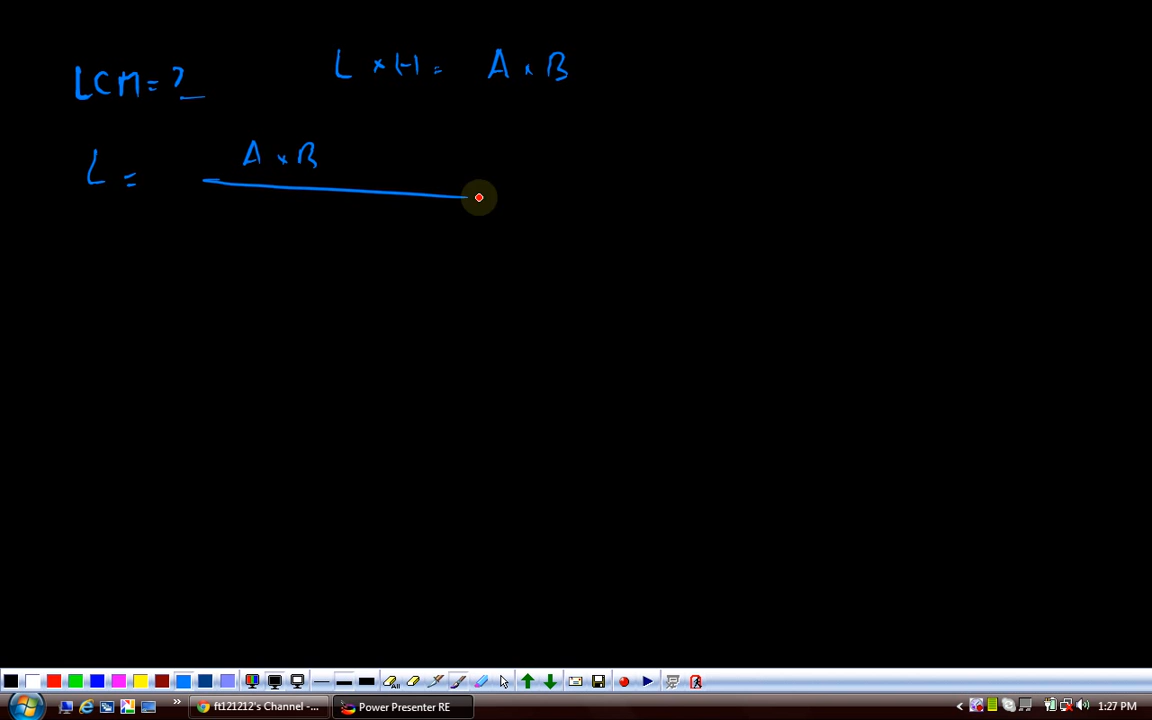 LCM = ?
L × H = A × B
L = A × B
ft121212's Channel -...
Power Presenter RE
1:27 PM